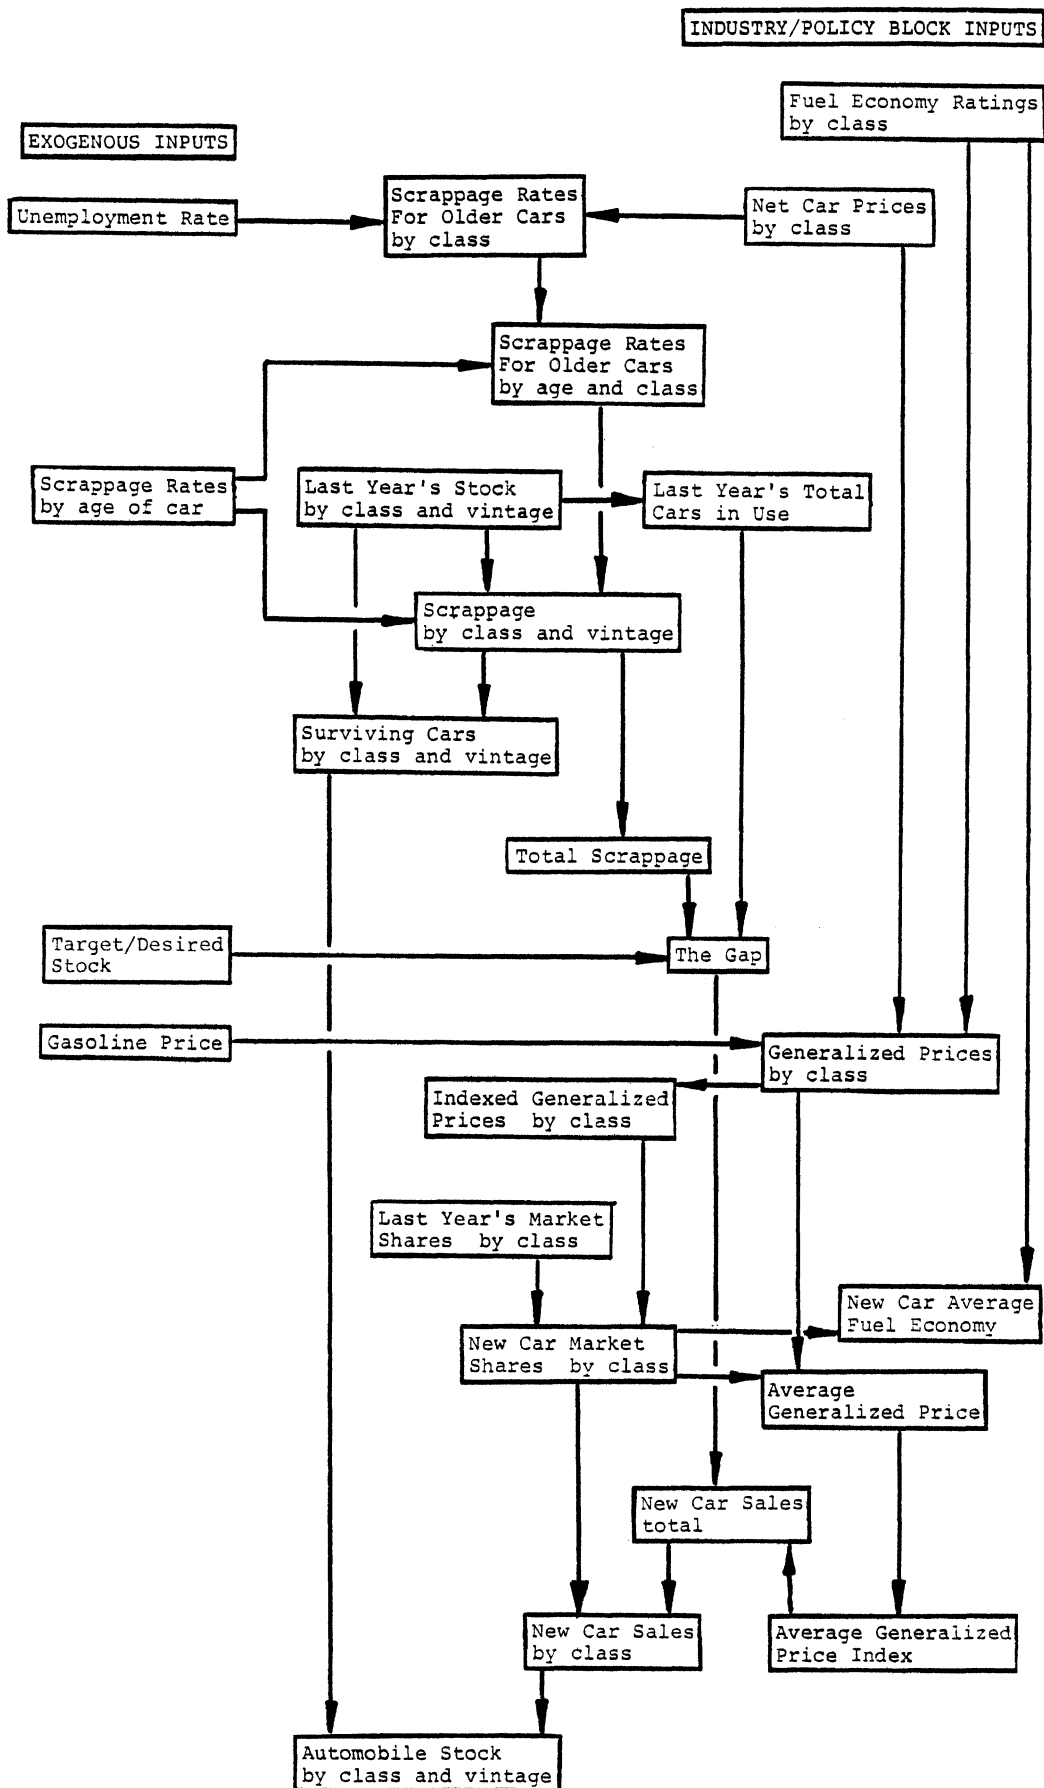 INDUSTRY/POLICY BLOCK INPUTS
Fuel Economy Ratings
by class
EXOGENOUS INPUTS
Unemployment Rate
Scrappage Rates
For Older Cars
by class
Net Car Prices
by class
Scrappage Rates
For Older Cars
by age and class
Scrappage Rates
by age of car
Last Year's Stock
by class and vintage
Last Year's Total
Cars in Use
Scrappage
by class and vintage
Surviving Cars
by class and vintage
Total Scrappage
Target/Desired
Stock
The Gap
Gasoline Price
Generalized Prices
by class
Indexed Generalized
Prices by class
Last Year's Market
Shares by class
New Car Average
Fuel Economy
New Car Market
Shares by class
Average
Generalized Price
New Car Sales
total
New Car Sales
by class
Average Generalized
Price Index
Automobile Stock
by class and vintage